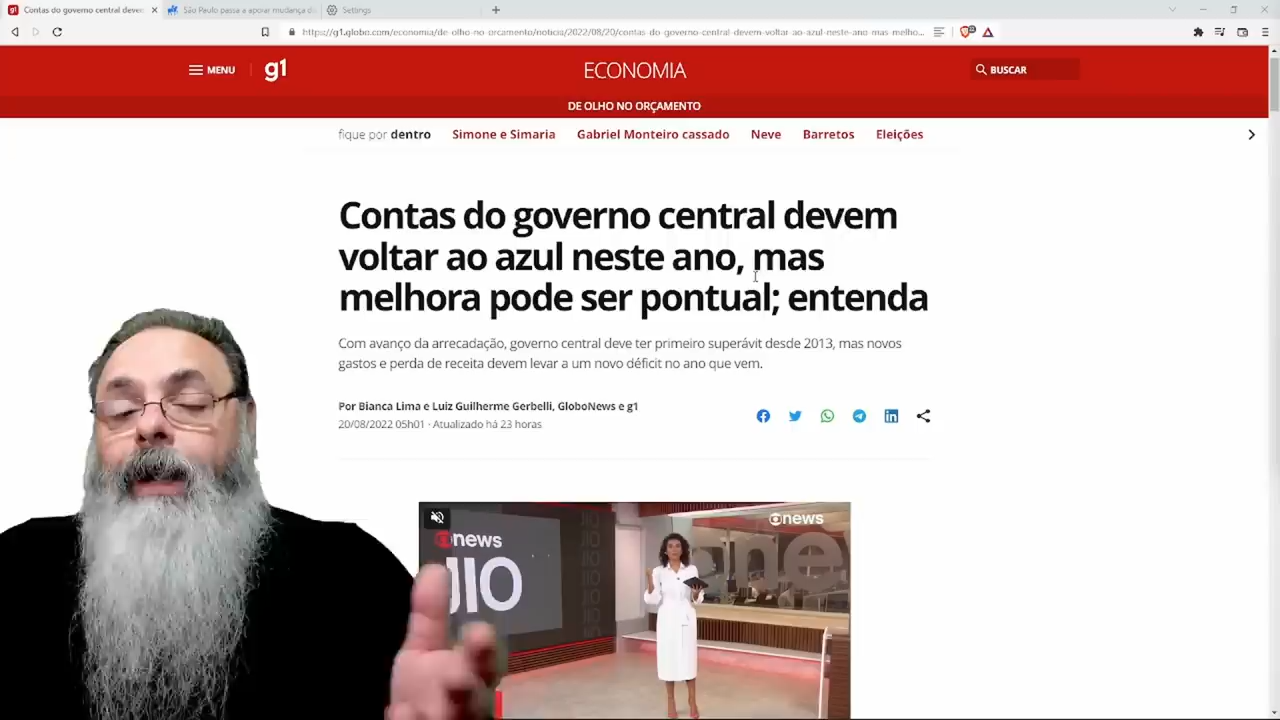 Contas do governo central deven
São Paulo passa a apoiar mudança d
Settings
https://g1.globo.com/economia/de-olho-no-orcamento/noticia/2022/08/20/contas-do-governo-central-devem-voltar-ao-azul-neste-ano-mas-melho...
MENU
g1
ECONOMIA
BUSCAR
DE OLHO NO ORÇAMENTO
fique por dentro Simone e Simaria Gabriel Monteiro cassado Neve Barretos Eleições
Contas do governo central devem
voltar ao azul neste ano, mas
melhora pode ser pontual; entenda
Com avanço da arrecadação, governo central deve ter primeiro superávit desde 2013, mas novos
gastos e perda de receita devem levar a um novo déficit no ano que vem.
Por Bianca Lima e Luiz Guilherme Gerbelli, GloboNews e g1
20/08/2022 05h01 · Atualizado há 23 horas
news
news
J10